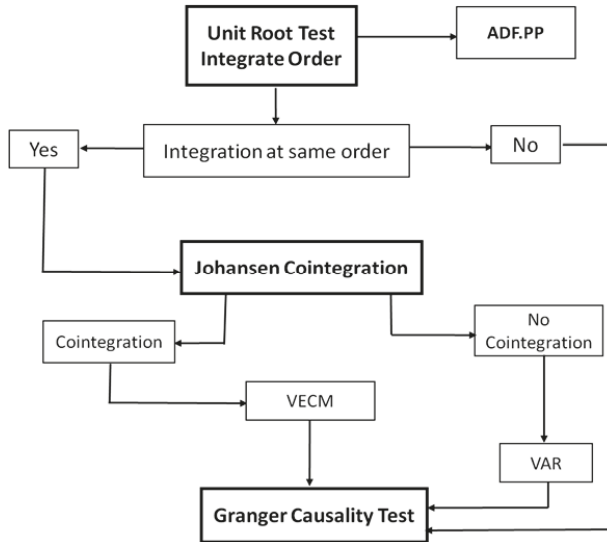 Unit Root Test
Integrate Order
ADF.PP
Yes
Integration at same order
No
Johansen Cointegration
Cointegration
No
Cointegration
VECM
VAR
Granger Causality Test